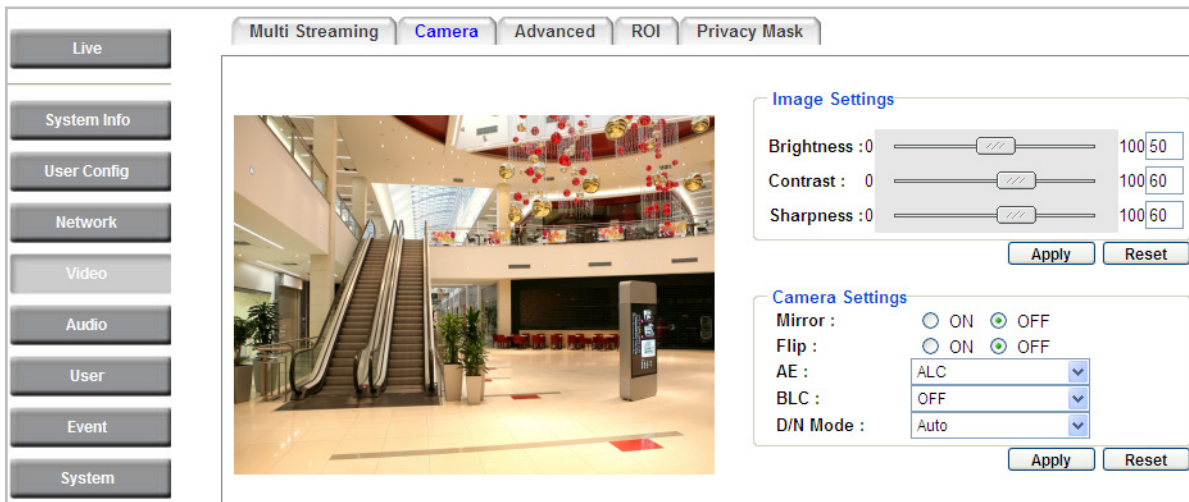 Live
System Info
User Config
Network
Video
Audio
User
Event
System
Multi Streaming Camera Advanced ROI Privacy Mask
Image Settings
Brightness : 0 100 50
Contrast : 0 100 60
Sharpness : 0 100 60
Apply Reset
Camera Settings
Mirror : ON OFF
Flip : ON OFF
AE : ALC
BLC : OFF
D/N Mode : Auto
Apply Reset